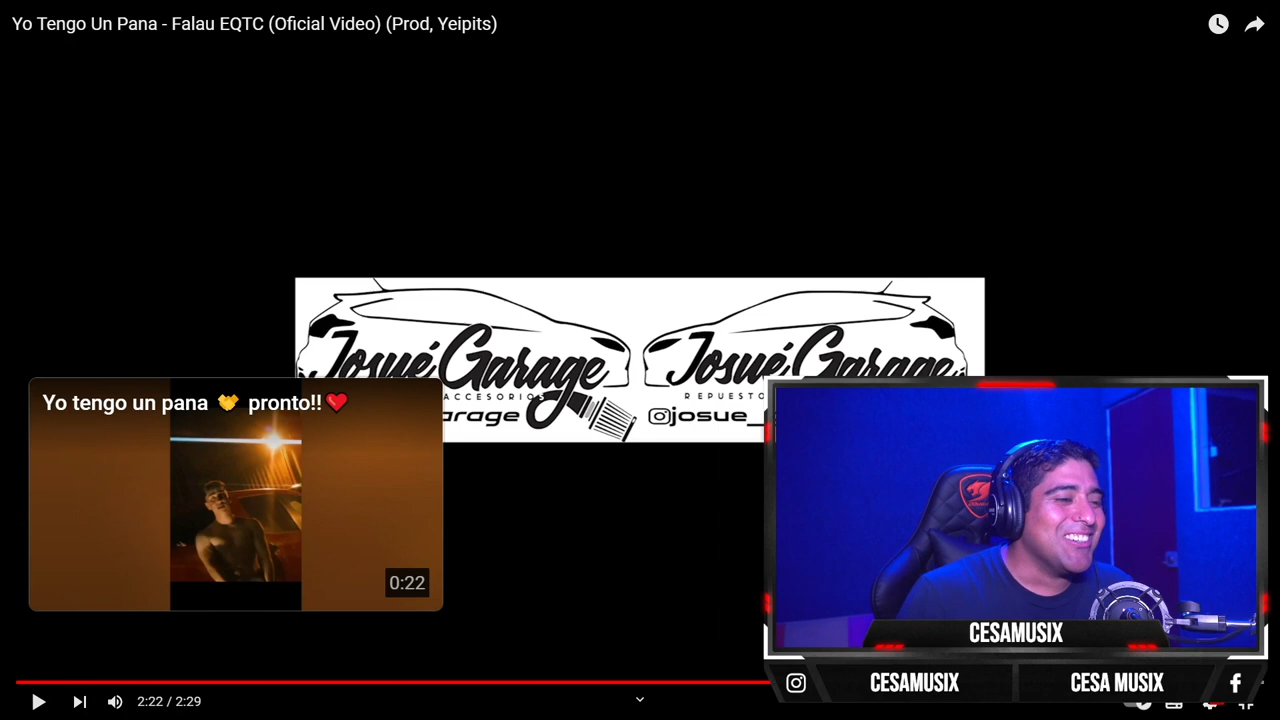 Yo Tengo Un Pana - Falau EQTC (Oficial Video) (Prod, Yeipits)
Josué Garage
Josué Garage
ACCESORIOS
REPUESTO
arage
josue_
Yo tengo un pana 🤝 pronto!!❤️
0:22
CESAMUSIX
CESAMUSIX
CESA MUSIX
2:22 / 2:29